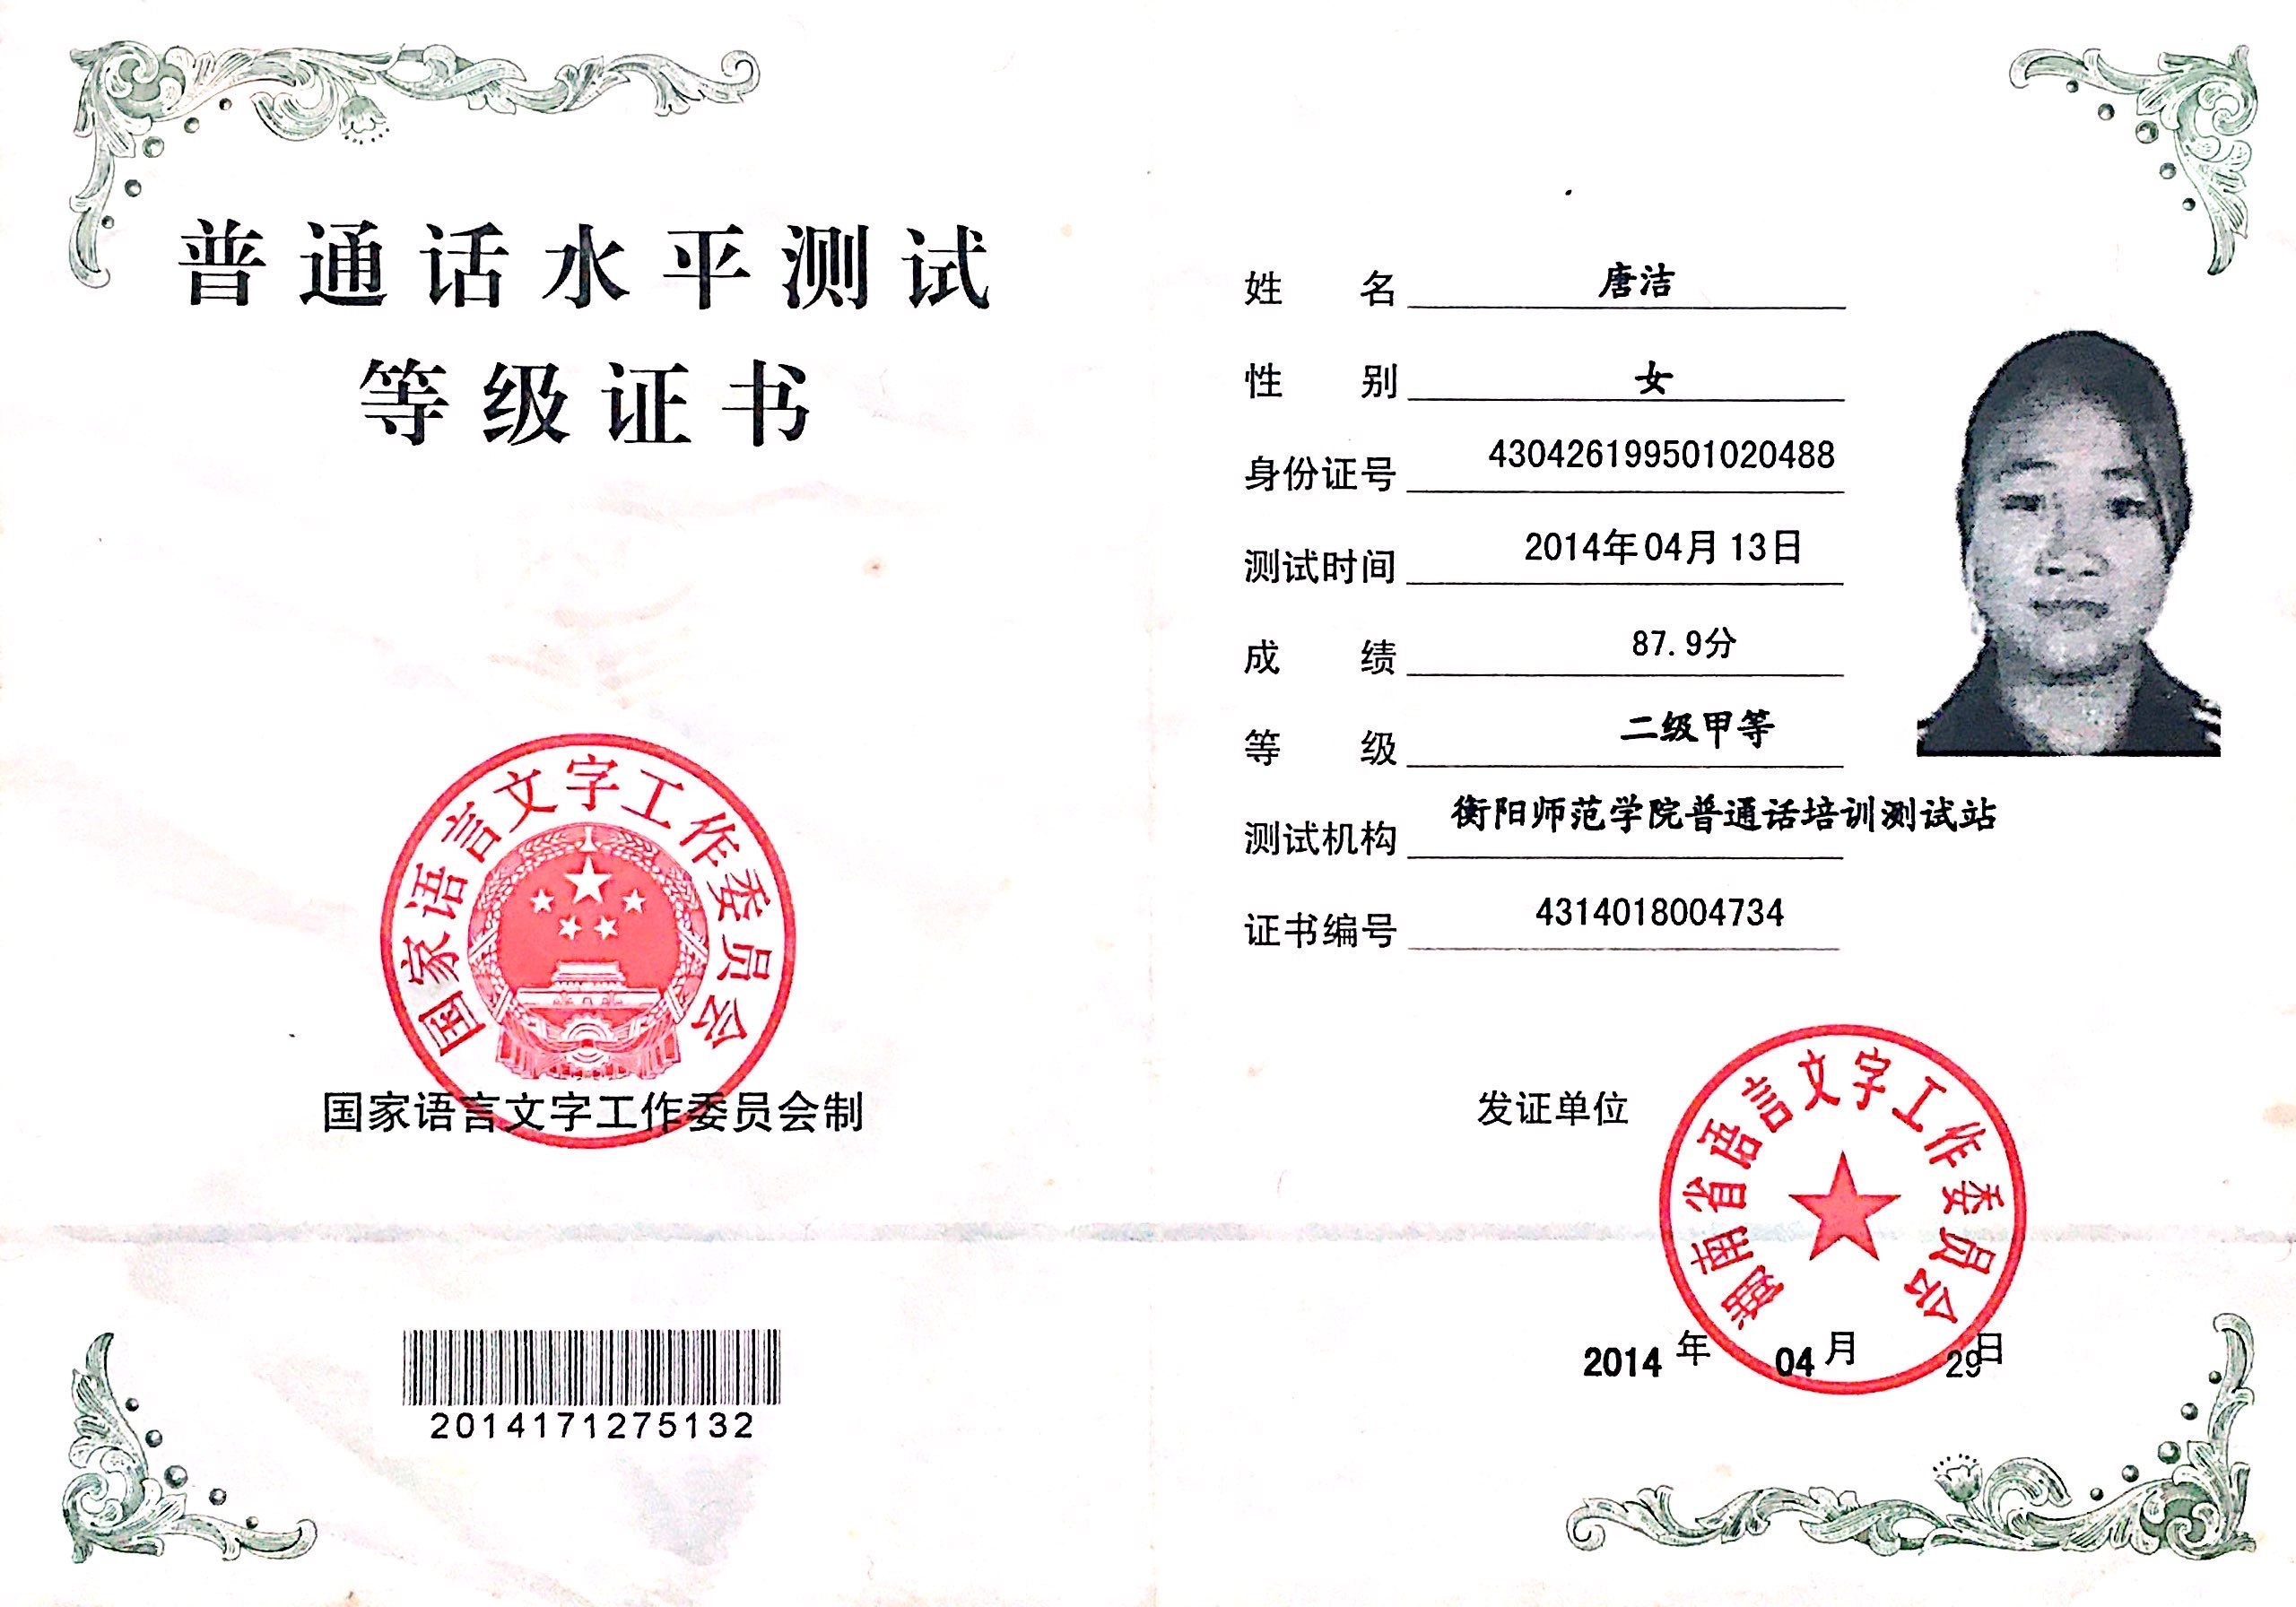 普通话水平测试
等级证书
国家语言文字工作委员会
国家语言文字工作委员会制
2014171275132
姓名 唐洁
性别 女
身份证号 430426199501020488
测试时间 2014年04月13日
成绩 87.9分
等级 二级甲等
测试机构 衡阳师范学院普通话培训测试站
证书编号 4314018004734
发证单位
湖南省语言文字工作委员会
2014年04月29日